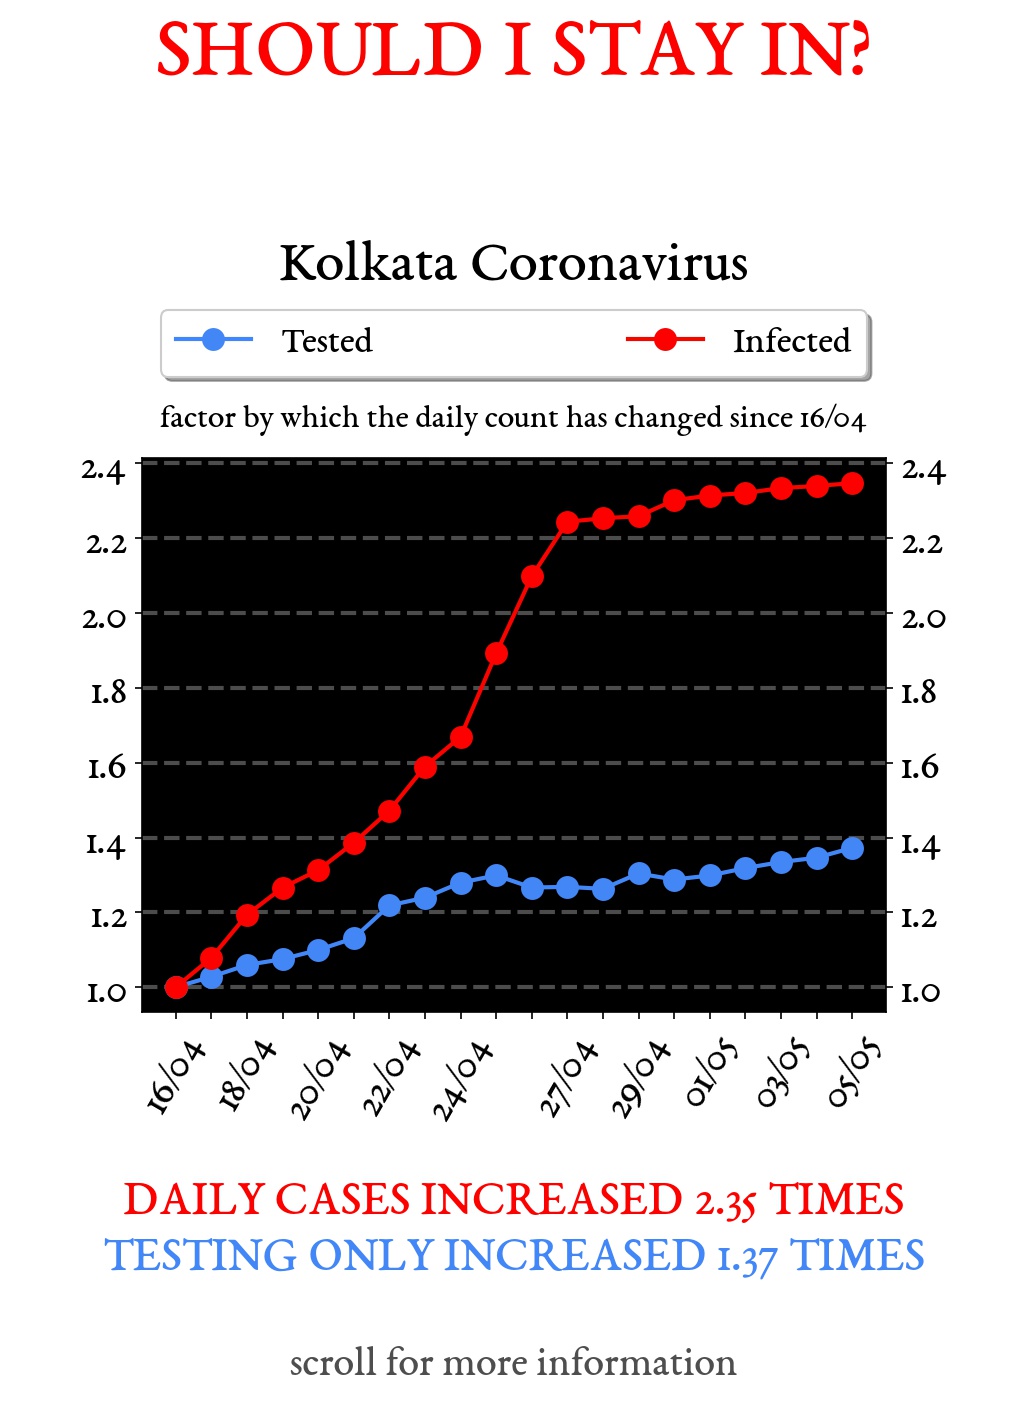 SHOULD I STAY IN?
Kolkata Coronavirus
Tested Infected
factor by which the daily count has changed since 16/04
2.4 2.4
2.2 2.2
2.0 2.0
1.8 1.8
1.6 1.6
1.4 1.4
1.2 1.2
1.0 1.0
16/04 18/04 20/04 22/04 24/04 27/04 29/04 01/05 03/05 05/05
DAILY CASES INCREASED 2.35 TIMES
TESTING ONLY INCREASED 1.37 TIMES
scroll for more information